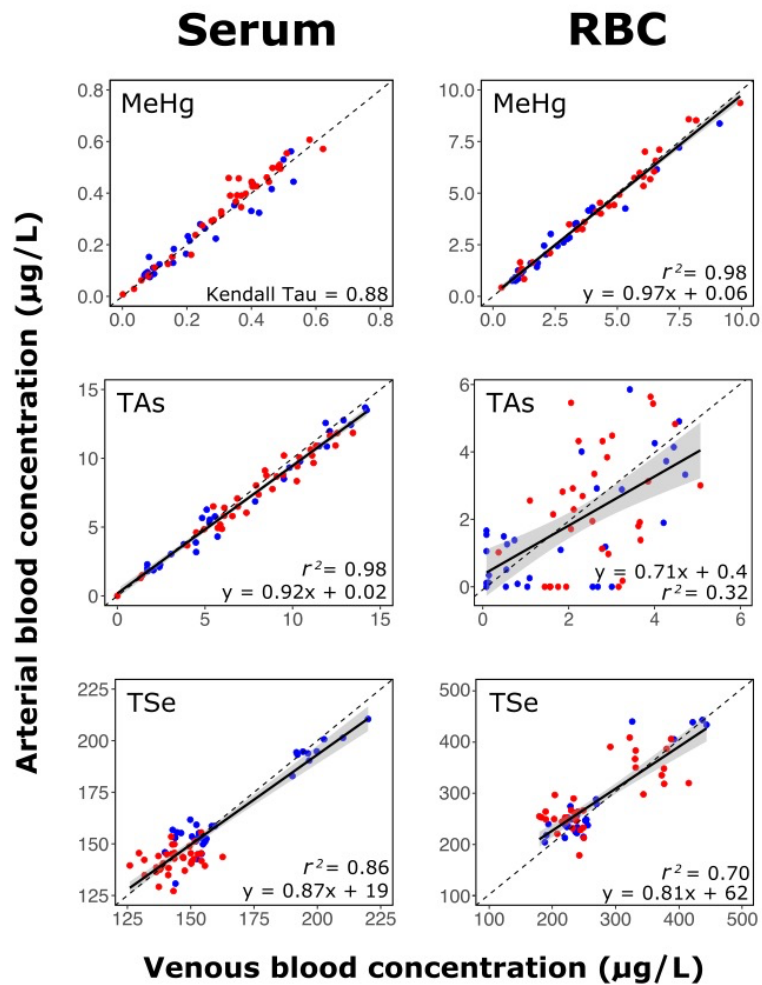 Serum
RBC
Arterial blood concentration (µg/L)
MeHg
0.8
0.6
0.4
0.2
0.0
0.0 0.2 0.4 0.6 0.8
Kendall Tau = 0.88
MeHg
10.0
7.5
5.0
2.5
0.0
0.0 2.5 5.0 7.5 10.0
r² = 0.98
y = 0.97x + 0.06
TAs
15
10
5
0
0 5 10 15
r² = 0.98
y = 0.92x + 0.02
TAs
6
4
2
0
0 2 4 6
y = 0.71x + 0.4
r² = 0.32
TSe
225
200
175
150
125
125 150 175 200 225
r² = 0.86
y = 0.87x + 19
TSe
500
400
300
200
100
100 200 300 400 500
r² = 0.70
y = 0.81x + 62
Venous blood concentration (µg/L)